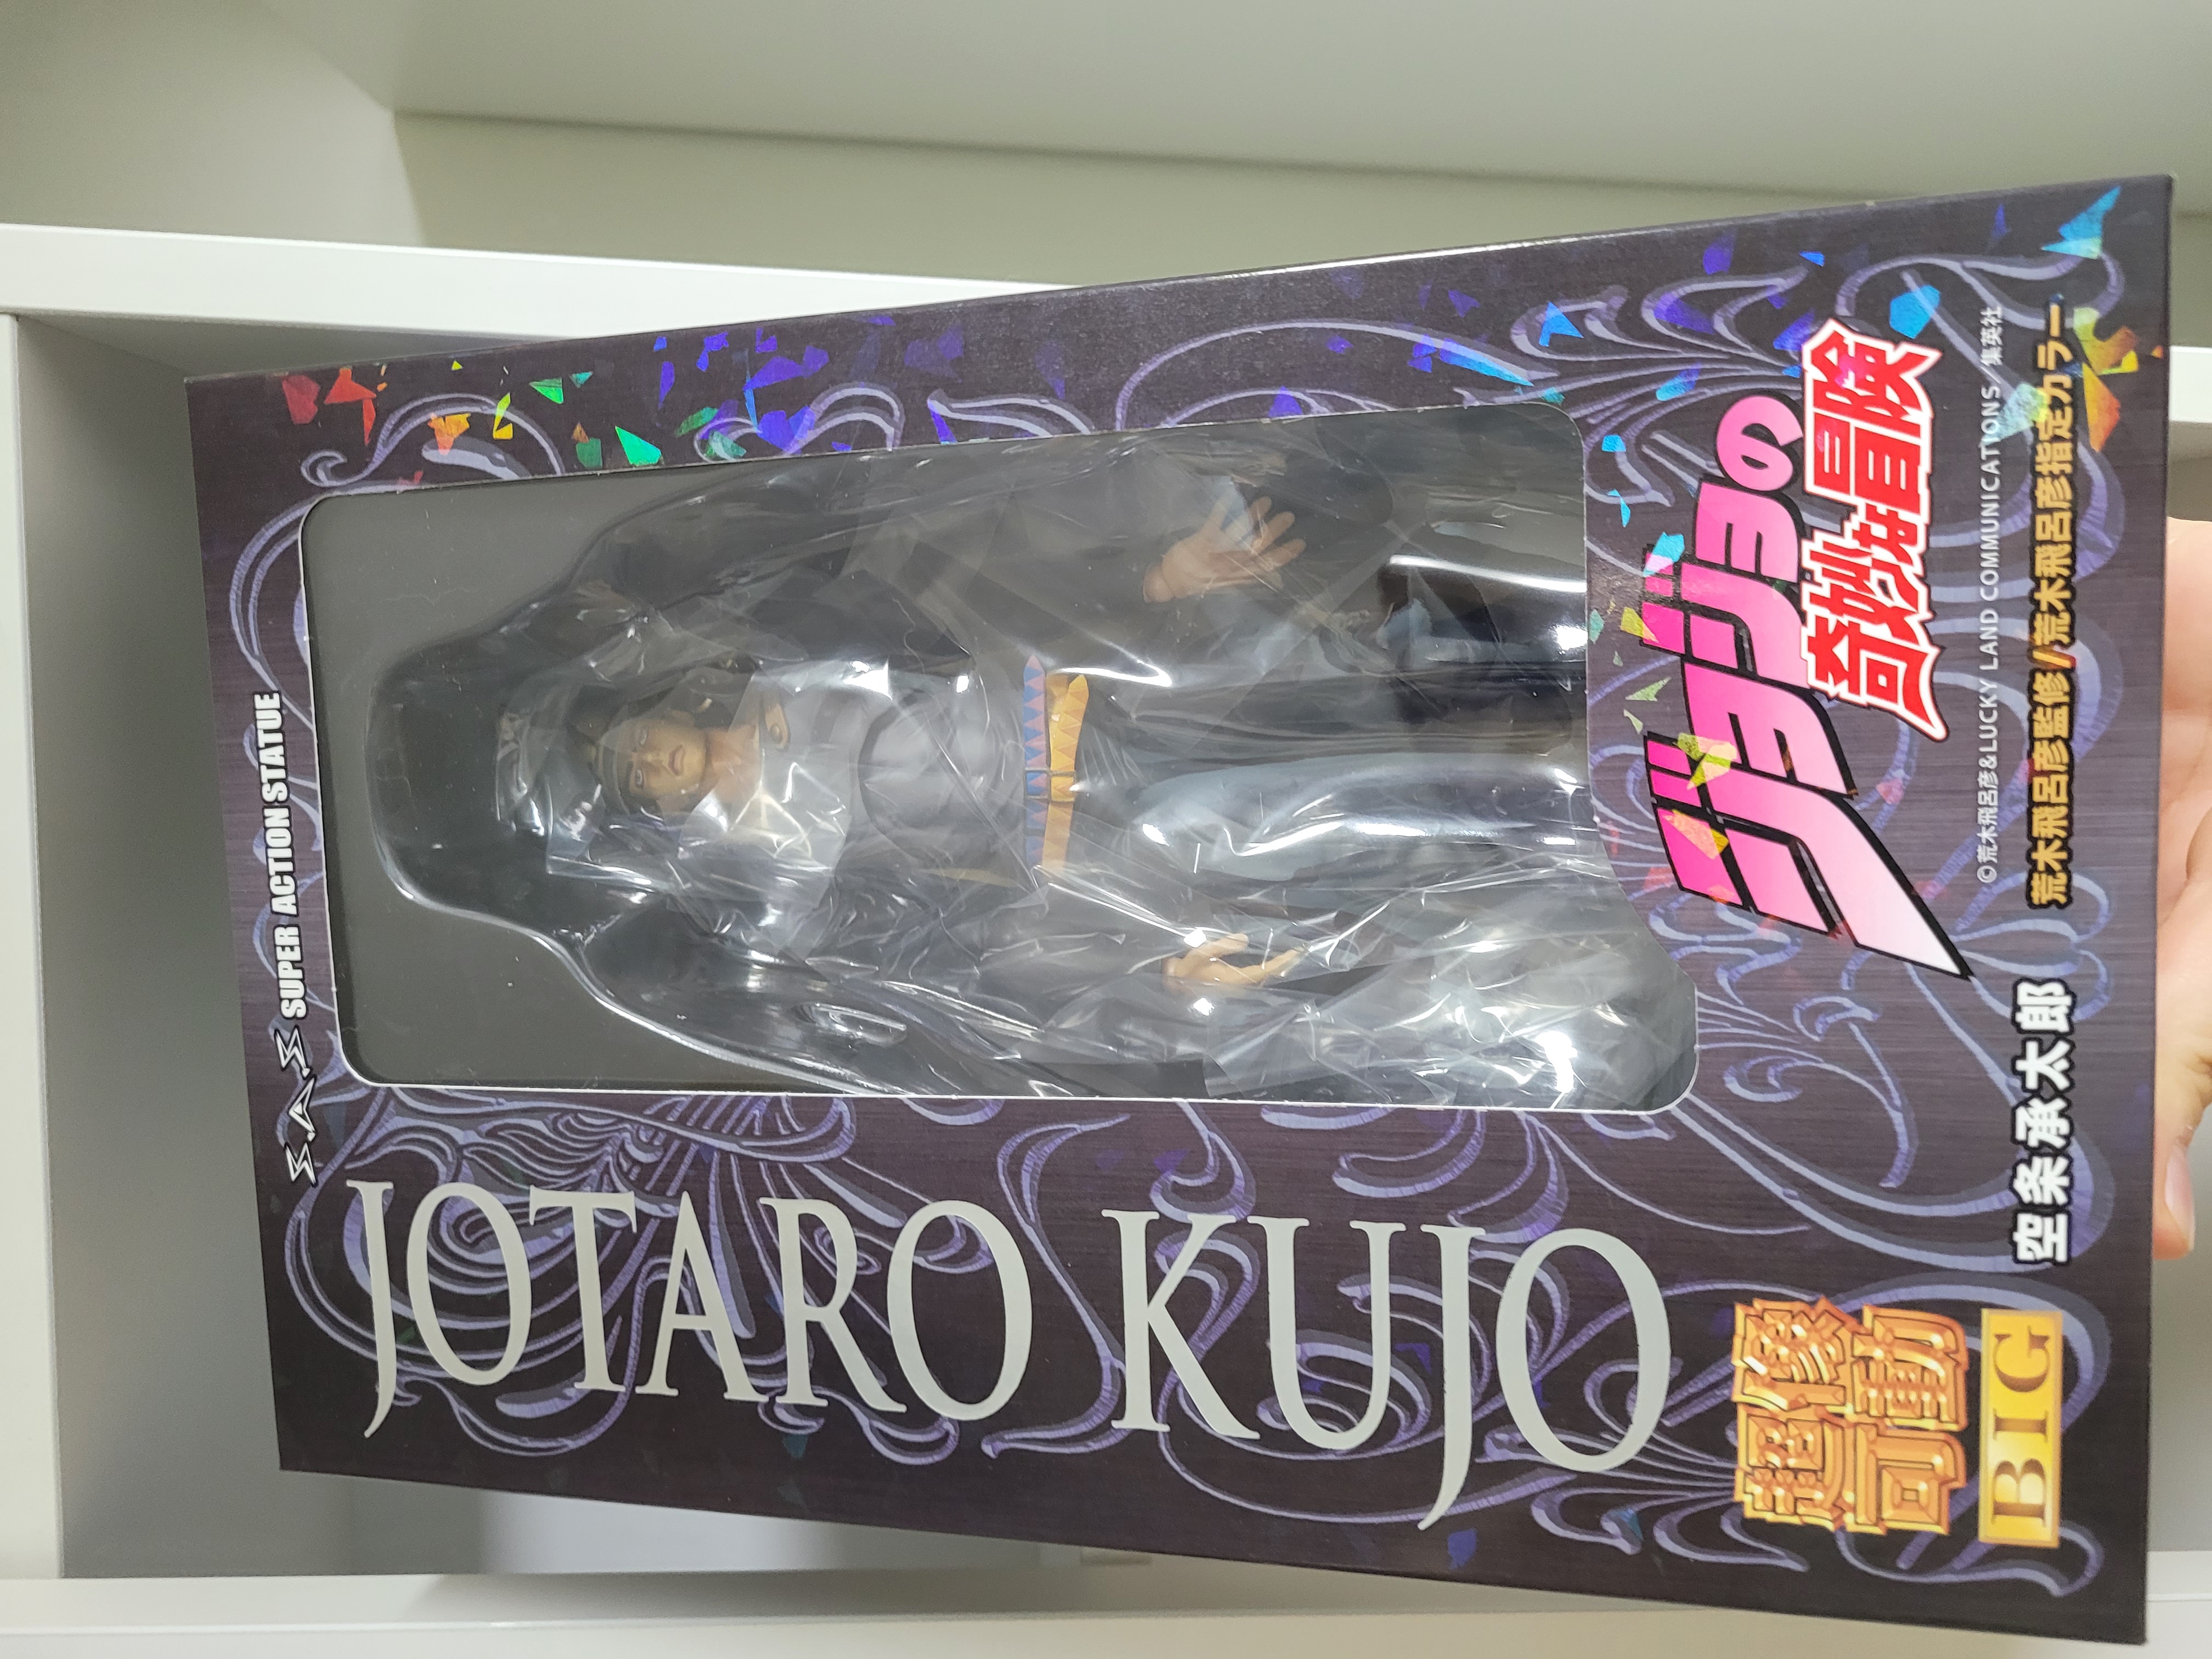 S.A.S SUPER ACTION STATUE
JOTARO KUJO
ジョジョの
奇妙な冒険
©荒木飛呂彦&LUCKY LAND COMMUNICATIONS/集英社
超像
可動
BIG
空条承太郎 荒木飛呂彦監修/荒木飛呂彦指定カラー